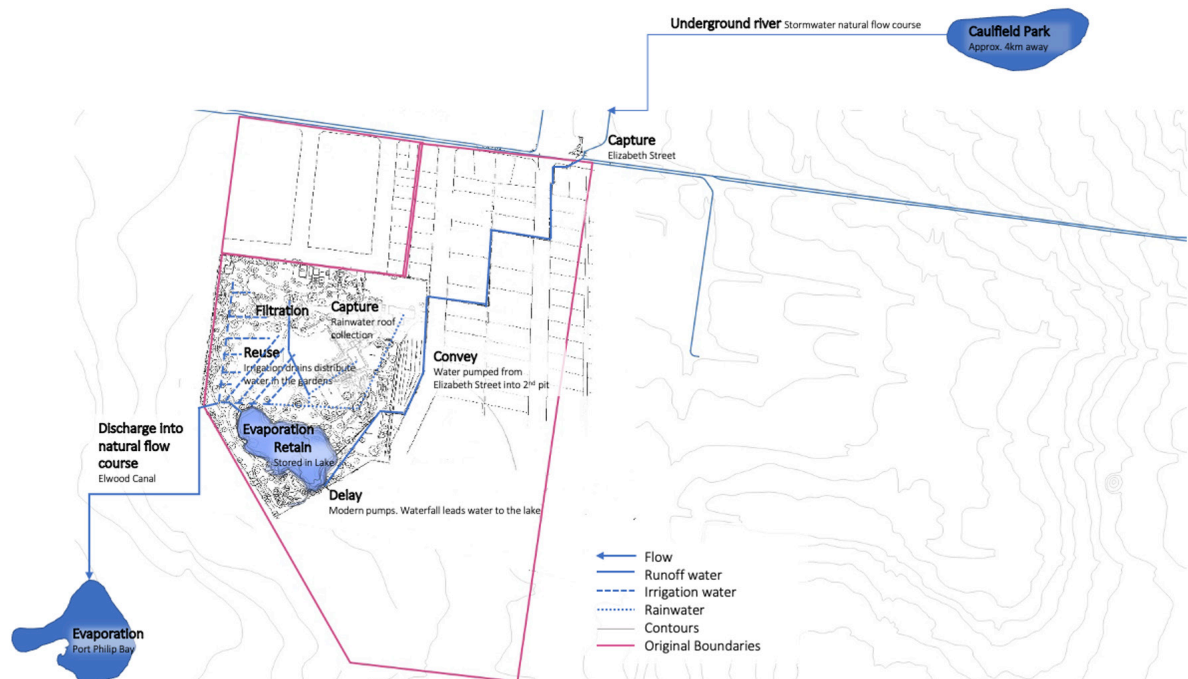 Underground river Stormwater natural flow course
Caulfield Park
Approx. 4km away
Capture
Elizabeth Street
Filtration
Capture
Rainwater roof
collection
Reuse
Irrigation drains distribute
water in the gardens
Convey
Water pumped from
Elizabeth Street into 2nd pit
Discharge into
natural flow
course
Elwood Canal
Evaporation
Retain
Stored in Lake
Delay
Modern pumps. Waterfall leads water to the lake
Evaporation
Port Philip Bay
Flow
Runoff water
Irrigation water
Rainwater
Contours
Original Boundaries